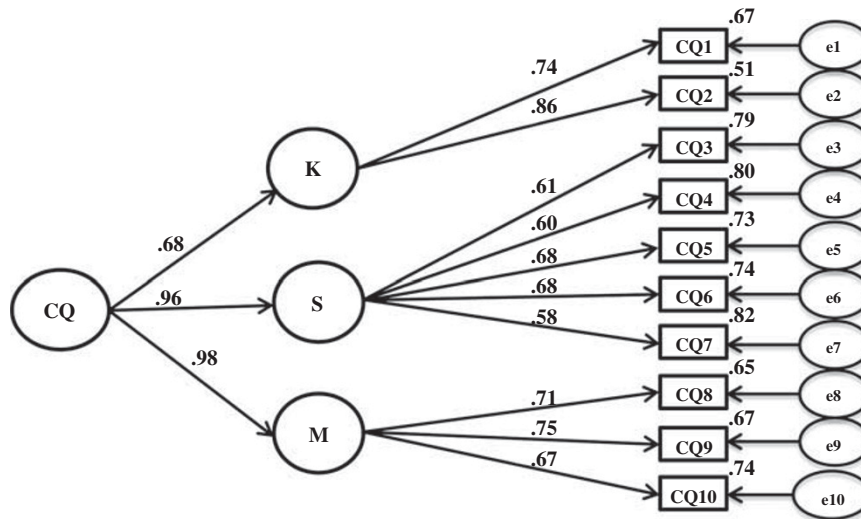 .67
CQ1
e1
.74
.51
CQ2
e2
.86
.79
CQ3
e3
K
.61
.80
CQ4
e4
.60
.73
CQ5
e5
.68
.68
.74
CQ6
e6
.96
S
.68
CQ
.58
.82
CQ7
e7
.98
.65
CQ8
e8
.71
.67
M
.75
CQ9
e9
.67
.74
CQ10
e10